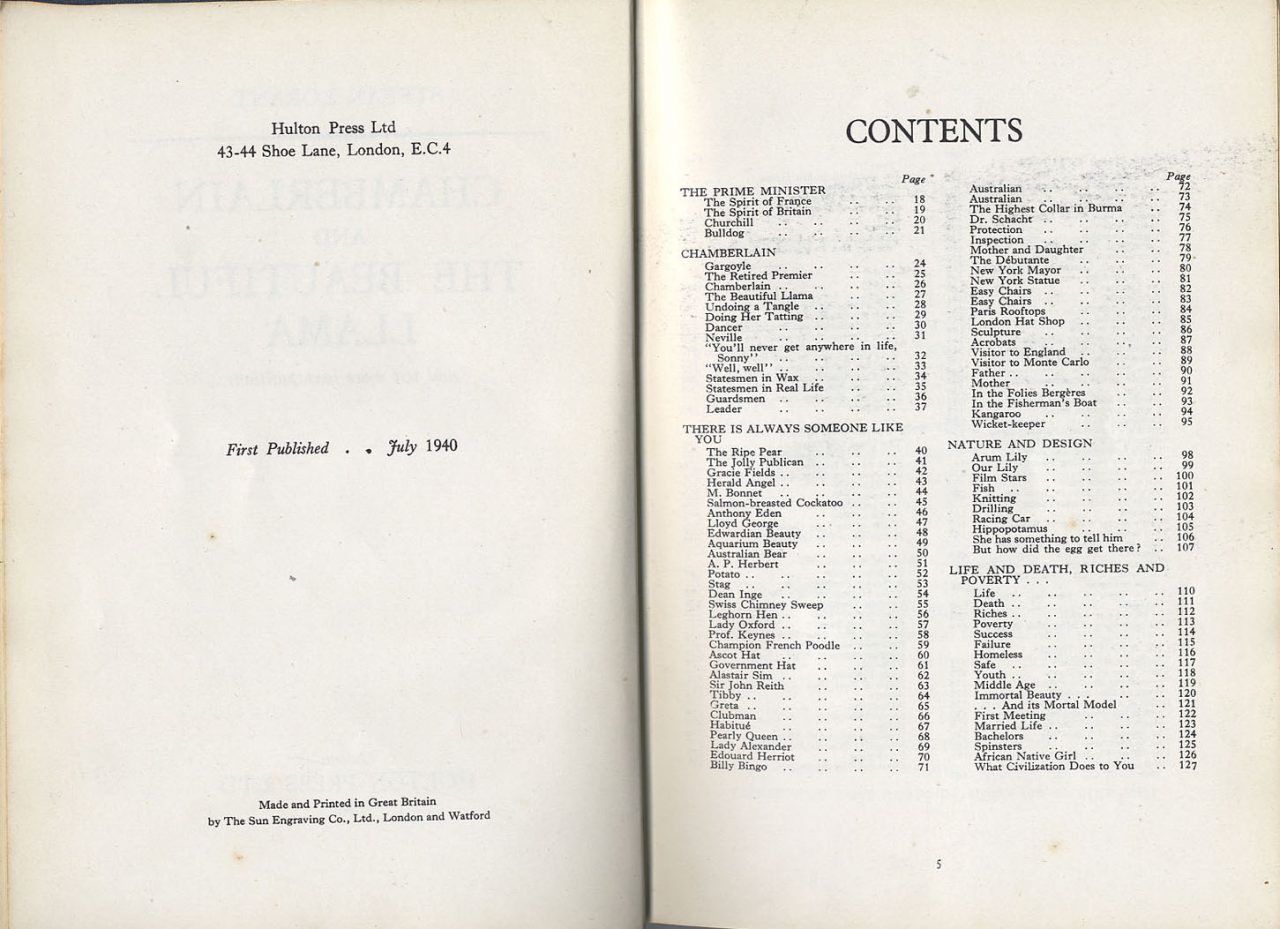 Hulton Press Ltd
43-44 Shoe Lane, London, E.C.4
First Published . . July 1940
Made and Printed in Great Britain
by The Sun Engraving Co., Ltd., London and Watford
CONTENTS
Page
THE PRIME MINISTER
The Spirit of France .. .. 18
The Spirit of Britain .. .. 19
Churchill .. .. .. .. 20
Bulldog .. .. .. .. 21
CHAMBERLAIN
Gargoyle .. .. .. .. 24
The Retired Premier .. .. 25
Chamberlain .. .. .. .. 26
The Beautiful Llama .. .. 27
Undoing a Tangle .. .. .. 28
Doing Her Tatting .. .. .. 29
Dancer .. .. .. .. 30
Neville .. .. .. .. 31
"You'll never get anywhere in life,
Sonny" .. .. .. .. 32
"Well, well" .. .. .. .. 33
Statesmen in Wax .. .. .. 34
Statesmen in Real Life .. .. 35
Guardsmen .. .. .. .. 36
Leader .. .. .. .. 37
THERE IS ALWAYS SOMEONE LIKE
YOU
The Ripe Pear .. .. .. 40
The Jolly Publican .. .. .. 41
Gracie Fields .. .. .. .. 42
Herald Angel .. .. .. .. 43
M. Bonnet .. .. .. .. 44
Salmon-breasted Cockatoo .. .. 45
Anthony Eden .. .. .. 46
Lloyd George .. .. .. 47
Edwardian Beauty .. .. .. 48
Aquarium Beauty .. .. .. 49
Australian Bear .. .. .. 50
A. P. Herbert .. .. .. 51
Potato .. .. .. .. .. 52
Stag .. .. .. .. .. 53
Dean Inge .. .. .. .. 54
Swiss Chimney Sweep .. .. 55
Leghorn Hen .. .. .. .. 56
Lady Oxford .. .. .. .. 57
Prof. Keynes .. .. .. .. 58
Champion French Poodle .. .. 59
Ascot Hat .. .. .. .. 60
Government Hat .. .. .. 61
Alastair Sim .. .. .. .. 62
Sir John Reith .. .. .. 63
Tibby .. .. .. .. .. 64
Greta .. .. .. .. .. 65
Clubman .. .. .. .. 66
Habitué .. .. .. .. 67
Pearly Queen .. .. .. .. 68
Lady Alexander .. .. .. 69
Edouard Herriot .. .. .. 70
Billy Bingo .. .. .. .. 71
Page
Australian .. .. .. 72
Australian .. .. .. .. 73
The Highest Collar in Burma .. 74
Dr. Schacht .. .. .. .. 75
Protection .. .. .. .. 76
Inspection .. .. .. .. 77
Mother and Daughter .. .. 78
The Débutante .. .. .. 79
New York Mayor .. .. .. 80
New York Statue .. .. .. 81
Easy Chairs .. .. .. .. 82
Easy Chairs .. .. .. .. 83
Paris Rooftops .. .. .. 84
London Hat Shop .. .. .. 85
Sculpture .. .. .. .. 86
Acrobats .. .. .. .. 87
Visitor to England .. .. .. 88
Visitor to Monte Carlo .. .. 89
Father .. .. .. .. .. 90
Mother .. .. .. .. 91
In the Folies Bergères .. .. 92
In the Fisherman's Boat .. .. 93
Kangaroo .. .. .. .. 94
Wicket-keeper .. .. .. 95
NATURE AND DESIGN
Arum Lily .. .. .. .. 98
Our Lily .. .. .. .. 99
Film Stars .. .. .. .. 100
Fish .. .. .. .. .. 101
Knitting .. .. .. .. 102
Drilling .. .. .. .. 103
Racing Car .. .. .. .. 104
Hippopotamus .. .. .. 105
She has something to tell him .. 106
But how did the egg get there? .. 107
LIFE AND DEATH, RICHES AND
POVERTY . . .
Life .. .. .. .. .. 110
Death .. .. .. .. .. 111
Riches .. .. .. .. .. 112
Poverty .. .. .. .. 113
Success .. .. .. .. 114
Failure .. .. .. .. 115
Homeless .. .. .. .. 116
Safe .. .. .. .. .. 117
Youth .. .. .. .. .. 118
Middle Age .. .. .. .. 119
Immortal Beauty . . . .. .. 120
. . . And its Mortal Model .. 121
First Meeting .. .. .. 122
Married Life .. .. .. .. 123
Bachelors .. .. .. .. 124
Spinsters .. .. .. .. 125
African Native Girl .. .. .. 126
What Civilization Does to You .. 127
5